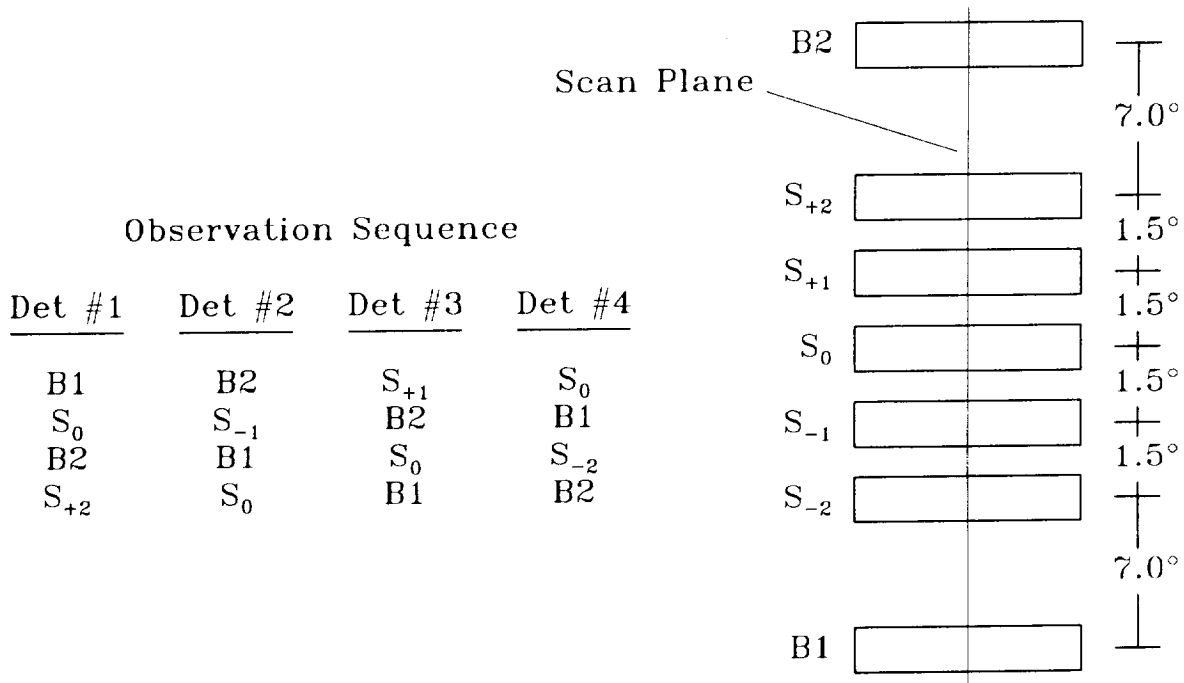 Observation Sequence
Det #1 Det #2 Det #3 Det #4
B1 B2 S₊₁ S₀
S₀ S₋₁ B2 B1
B2 B1 S₀ S₋₂
S₊₂ S₀ B1 B2
Scan Plane
B2
7.0°
S₊₂
1.5°
S₊₁
1.5°
S₀
1.5°
S₋₁
1.5°
S₋₂
7.0°
B1